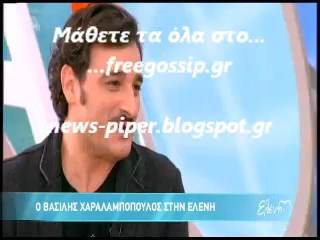 Μάθετε τα όλα στο...
...freegossip.gr
news-piper.blogspot.gr
Ο ΒΑΣΙΛΗΣ ΧΑΡΑΛΑΜΠΟΠΟΥΛΟΣ ΣΤΗΝ ΕΛΕΝΗ
Ελένη